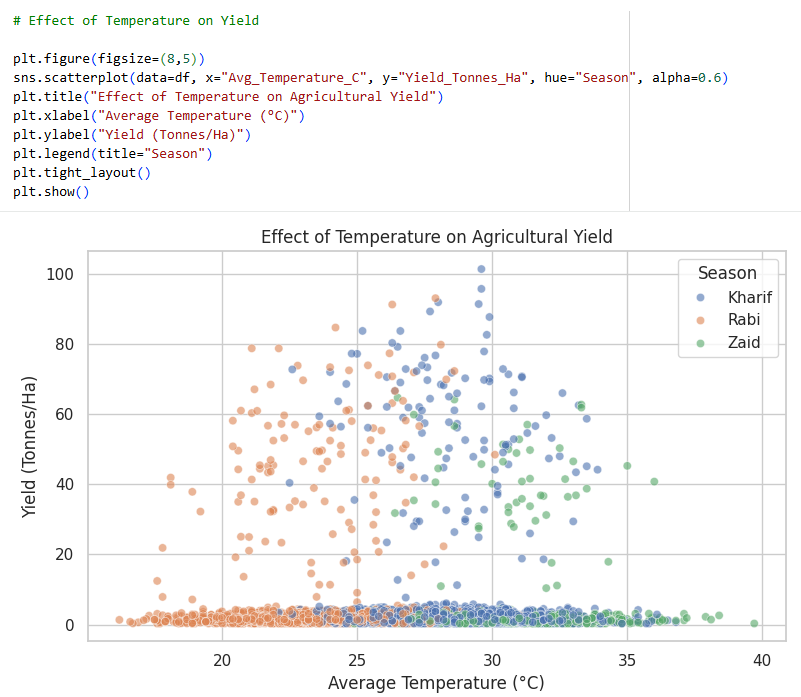 # Effect of Temperature on Yield
plt.figure(figsize=(8,5))
sns.scatterplot(data=df, x="Avg_Temperature_C", y="Yield_Tonnes_Ha", hue="Season", alpha=0.6)
plt.title("Effect of Temperature on Agricultural Yield")
plt.xlabel("Average Temperature (°C)")
plt.ylabel("Yield (Tonnes/Ha)")
plt.legend(title="Season")
plt.tight_layout()
plt.show()
Effect of Temperature on Agricultural Yield
Season
Kharif
Rabi
Zaid
Yield (Tonnes/Ha)
100
80
60
40
20
0
20 25 30 35 40
Average Temperature (°C)